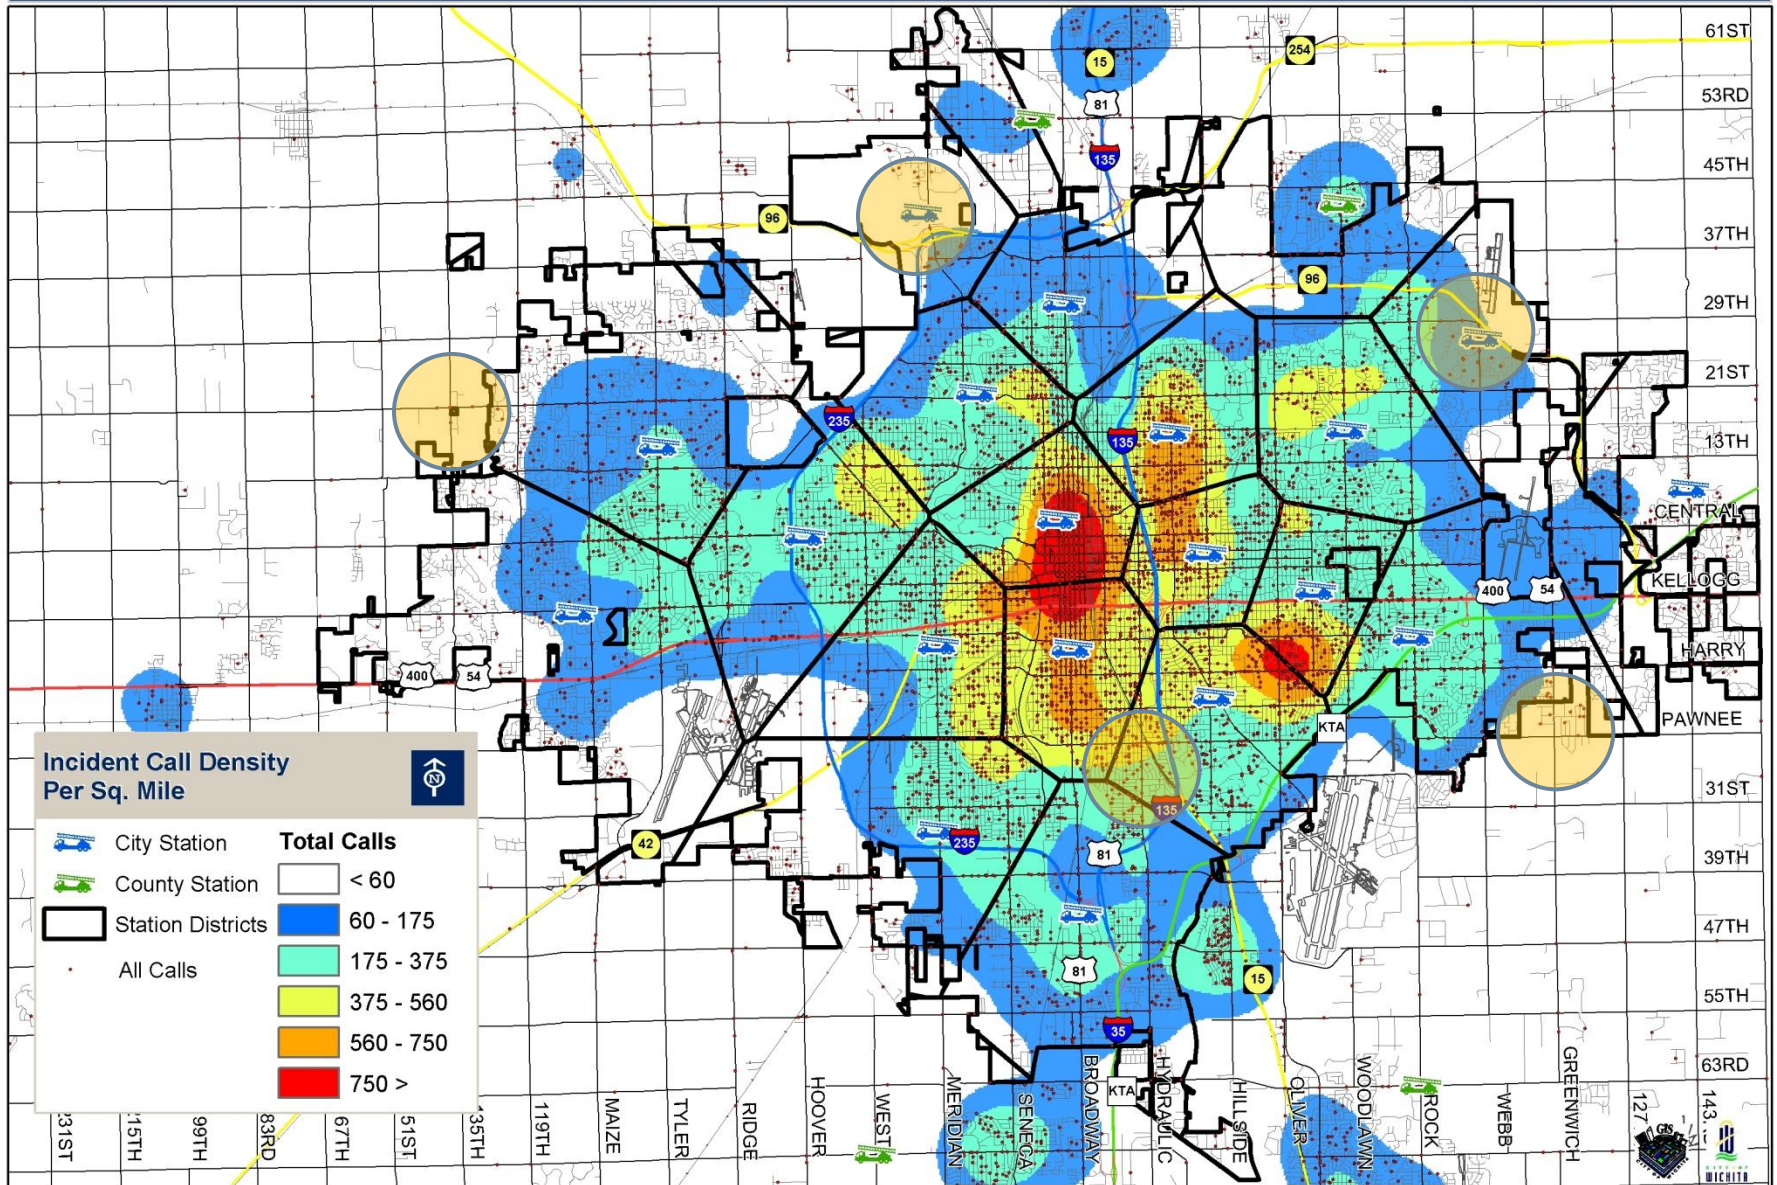 61ST
53RD
45TH
37TH
29TH
21ST
13TH
CENTRAL
KELLOGG
HARRY
PAWNEE
31ST
39TH
47TH
55TH
63RD
15
254
81
135
96
96
235
135
400
54
400
54
KTA
135
42
235
81
81
15
35
KTA
Incident Call Density
Per Sq. Mile
N
City Station
County Station
Station Districts
All Calls
Total Calls
< 60
60 - 175
175 - 375
375 - 560
560 - 750
750 >
231ST
215TH
199TH
183RD
167TH
151ST
135TH
119TH
MAIZE
TYLER
RIDGE
HOOVER
WEST
MERIDIAN
SENECA
BROADWAY
HYDRAULIC
HILLSIDE
OLIVER
WOODLAWN
ROCK
WEBB
GREENWICH
127
143
GIS
CITY OF
WICHITA